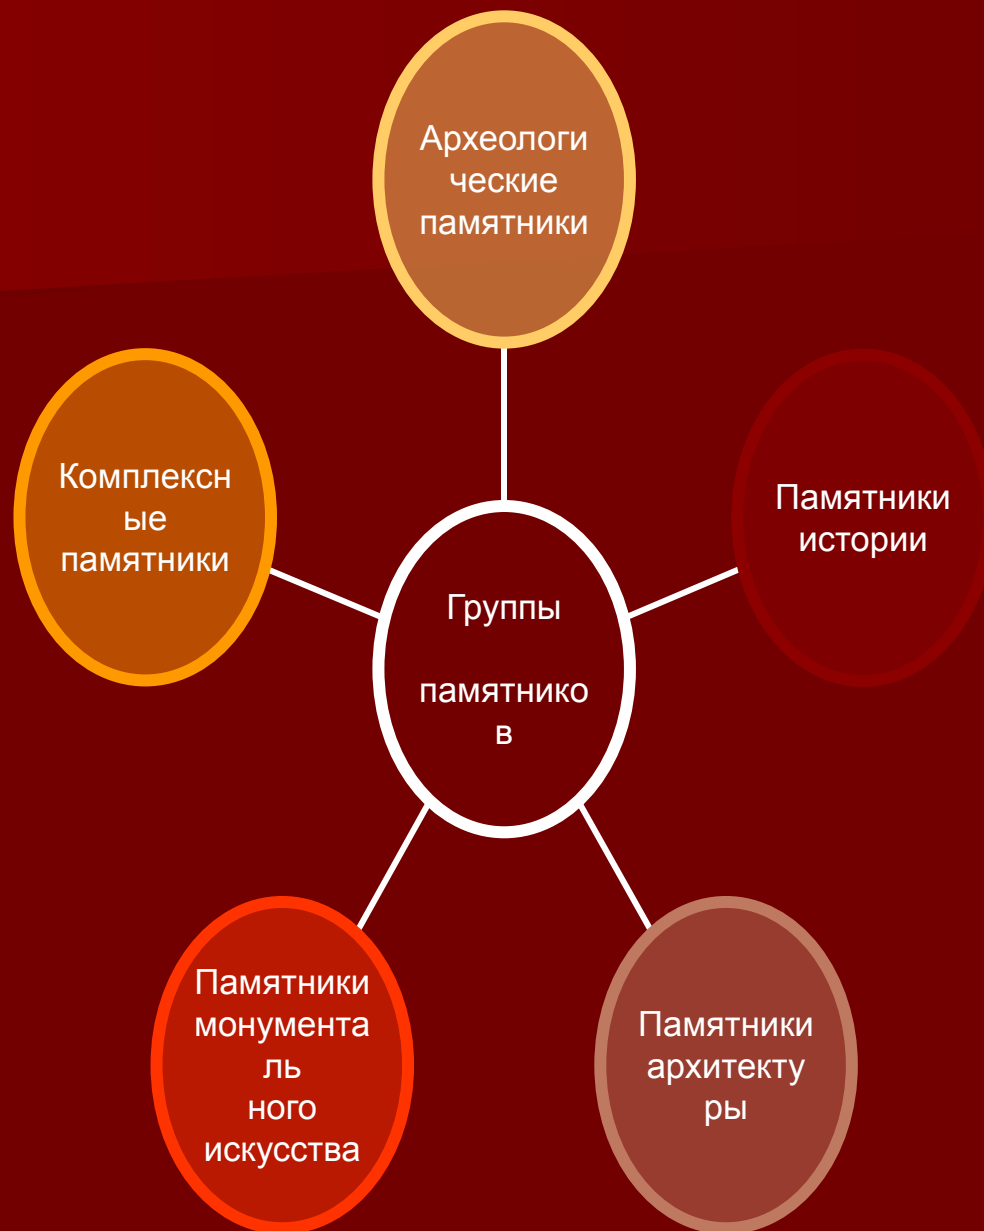 Археологи
ческие
памятники
Комплексн
ые
памятники
Памятники
истории
Группы
памятнико
в
Памятники
монумента
ль
ного
искусства
Памятники
архитекту
ры